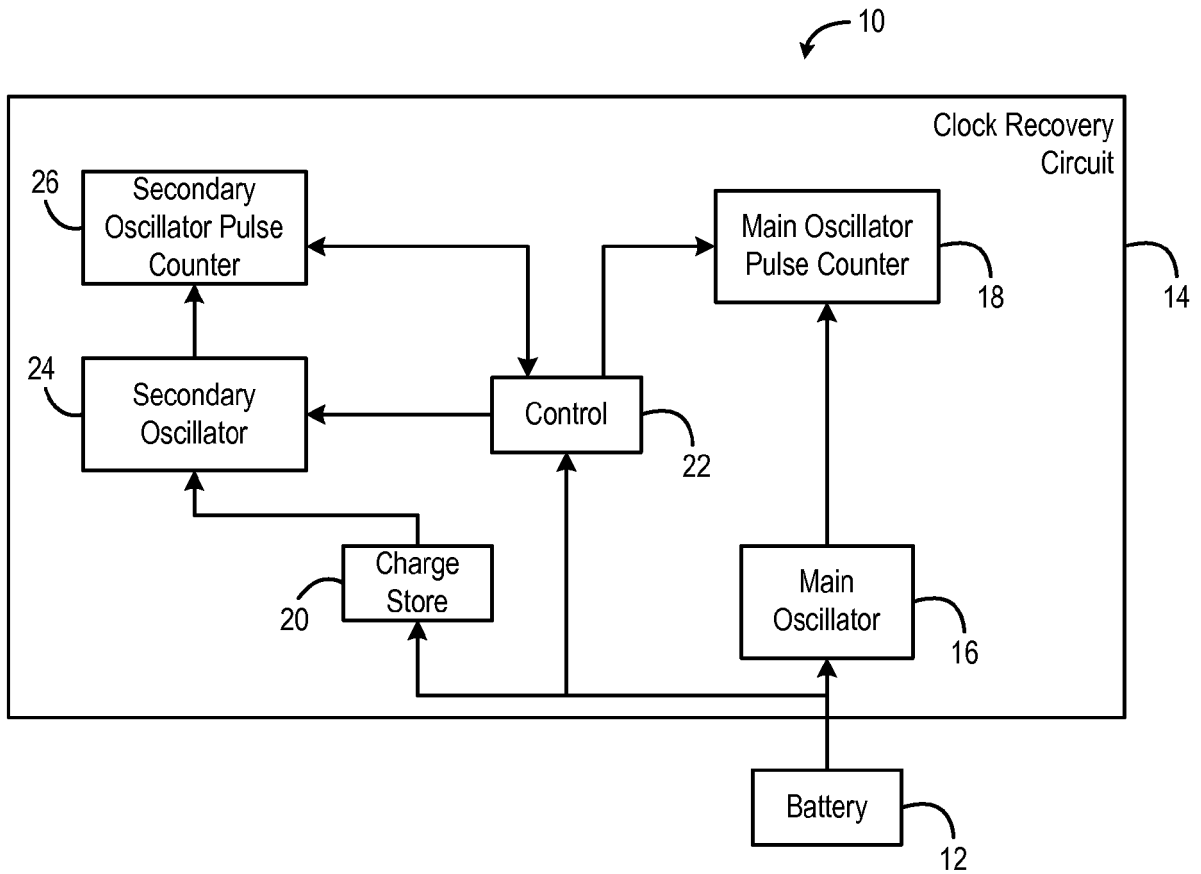 10
Clock Recovery
Circuit
26
Secondary
Oscillator Pulse
Counter
Main Oscillator
Pulse Counter
18
14
24
Secondary
Oscillator
Control
22
Charge
Store
20
Main
Oscillator
16
Battery
12